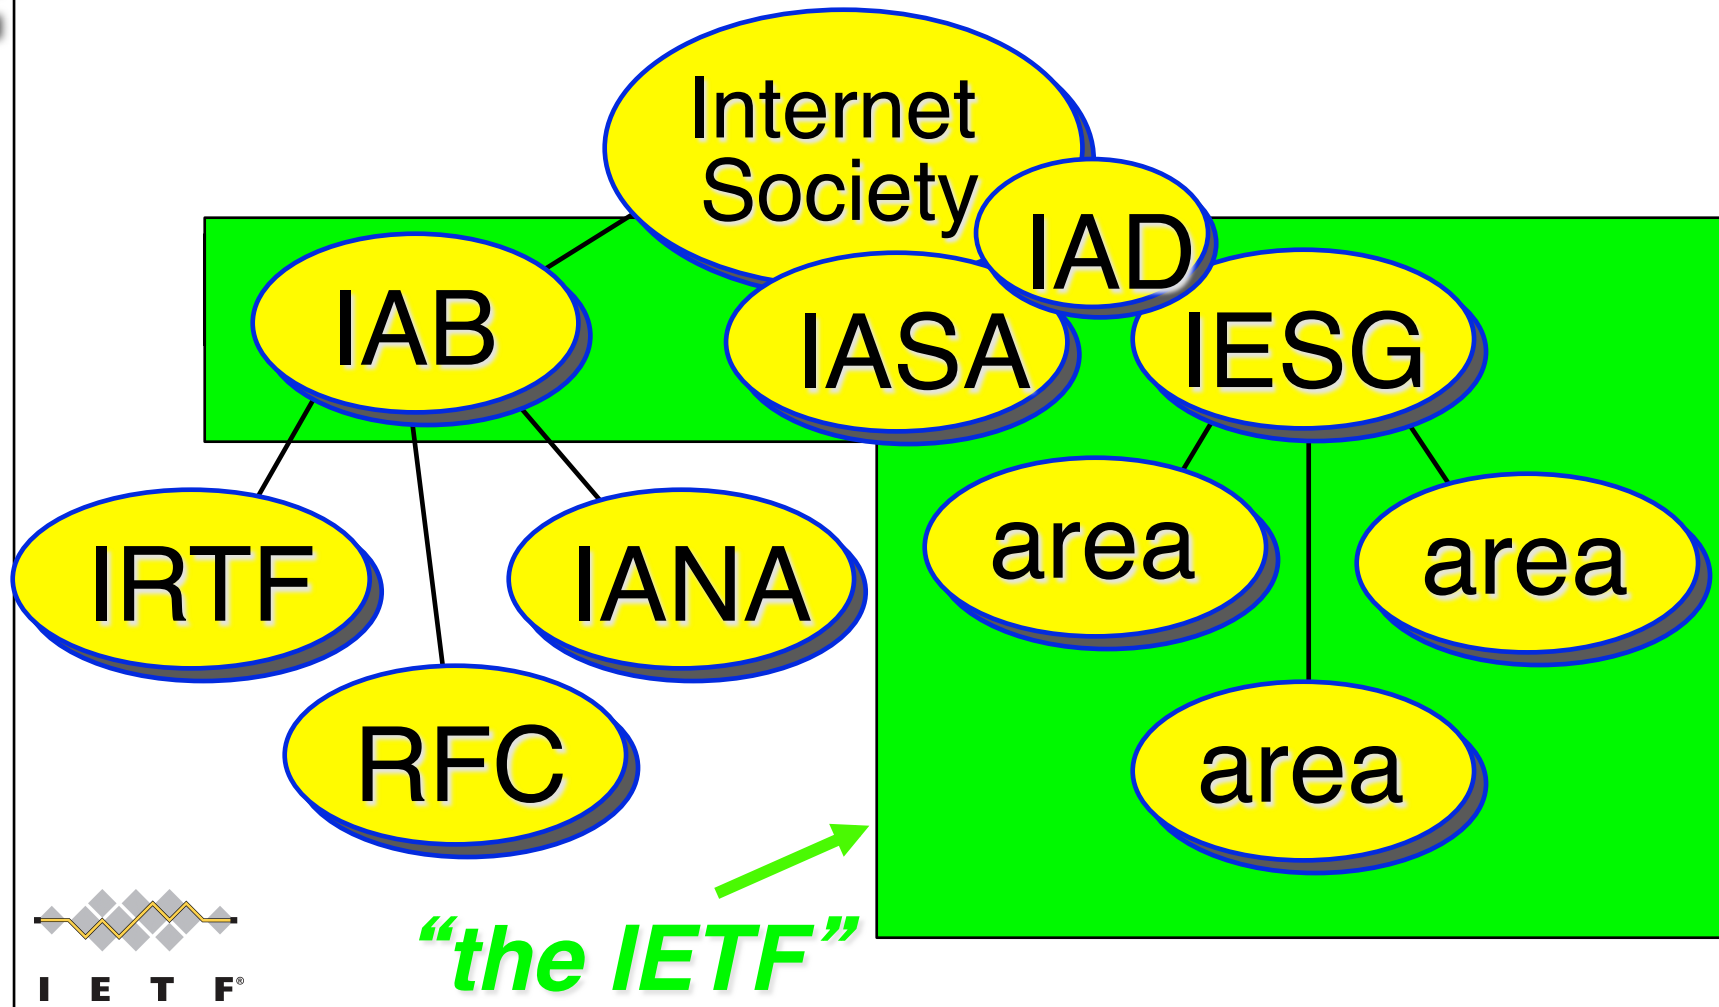 Internet
Society
IAD
IAB
IASA
IESG
area
area
IRTF
IANA
RFC
area
“the IETF”
I E T F®